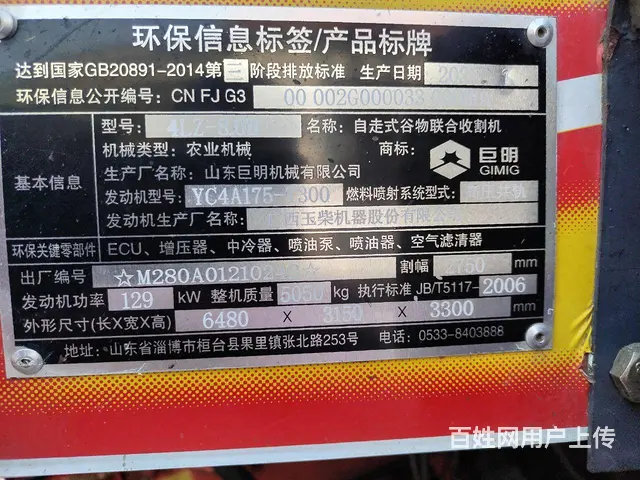 环保信息标签/产品标牌
达到国家GB20891-2014第三阶段排放标准 生产日期
环保信息公开编号: CN FJ G3 00 002G000033
型号: 名称: 自走式谷物联合收割机
机械类型: 农业机械 商标: 巨明 GIMIG
基本信息
生产厂名称: 山东巨明机械有限公司
发动机型号: YC4A175- 300 燃料喷射系统型式:
发动机生产厂名称: 西玉柴机器股份有限
环保关键零部件 ECU、增压器、中冷器、喷油泵、喷油器、空气滤清器
出厂编号 ☆M280A012102 割幅 2750 mm
发动机功率 129 kW 整机质量 5050 kg 执行标准 JB/T5117-2006
外形尺寸(长X宽X高) 6480 X 3150 X 3300 mm
地址: 山东省淄博市桓台县果里镇张北路253号 电话: 0533-8403888
百姓网用户上传